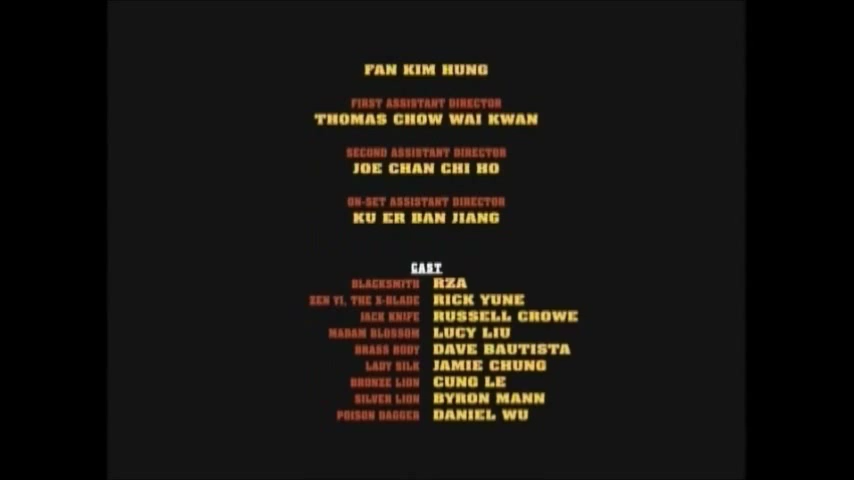 FAN KIM HUNG
FIRST ASSISTANT DIRECTOR
THOMAS CHOW WAI KWAN
SECOND ASSISTANT DIRECTOR
JOE CHAN CHI HO
ON-SET ASSISTANT DIRECTOR
KU ER BAN JIANG
CAST
BLACKSMITH RZA
ZEN YI, THE X-BLADE RICK YUNE
JACK KNIFE RUSSELL CROWE
MADAM BLOSSOM LUCY LIU
BRASS BODY DAVE BAUTISTA
LADY SILK JAMIE CHUNG
BRONZE LION CUNG LE
SILVER LION BYRON MANN
POISON DAGGER DANIEL WU